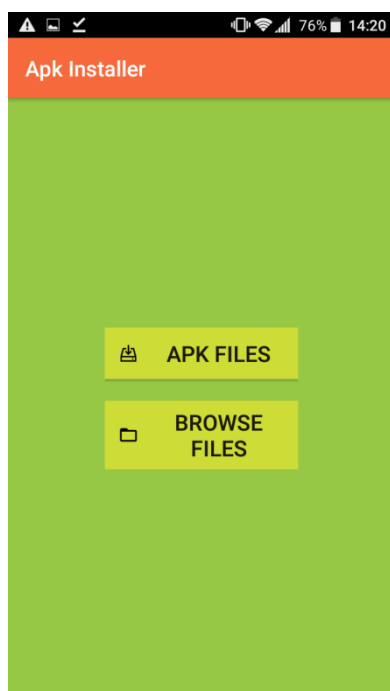 76% 14:20
Apk Installer
APK FILES
BROWSE
FILES